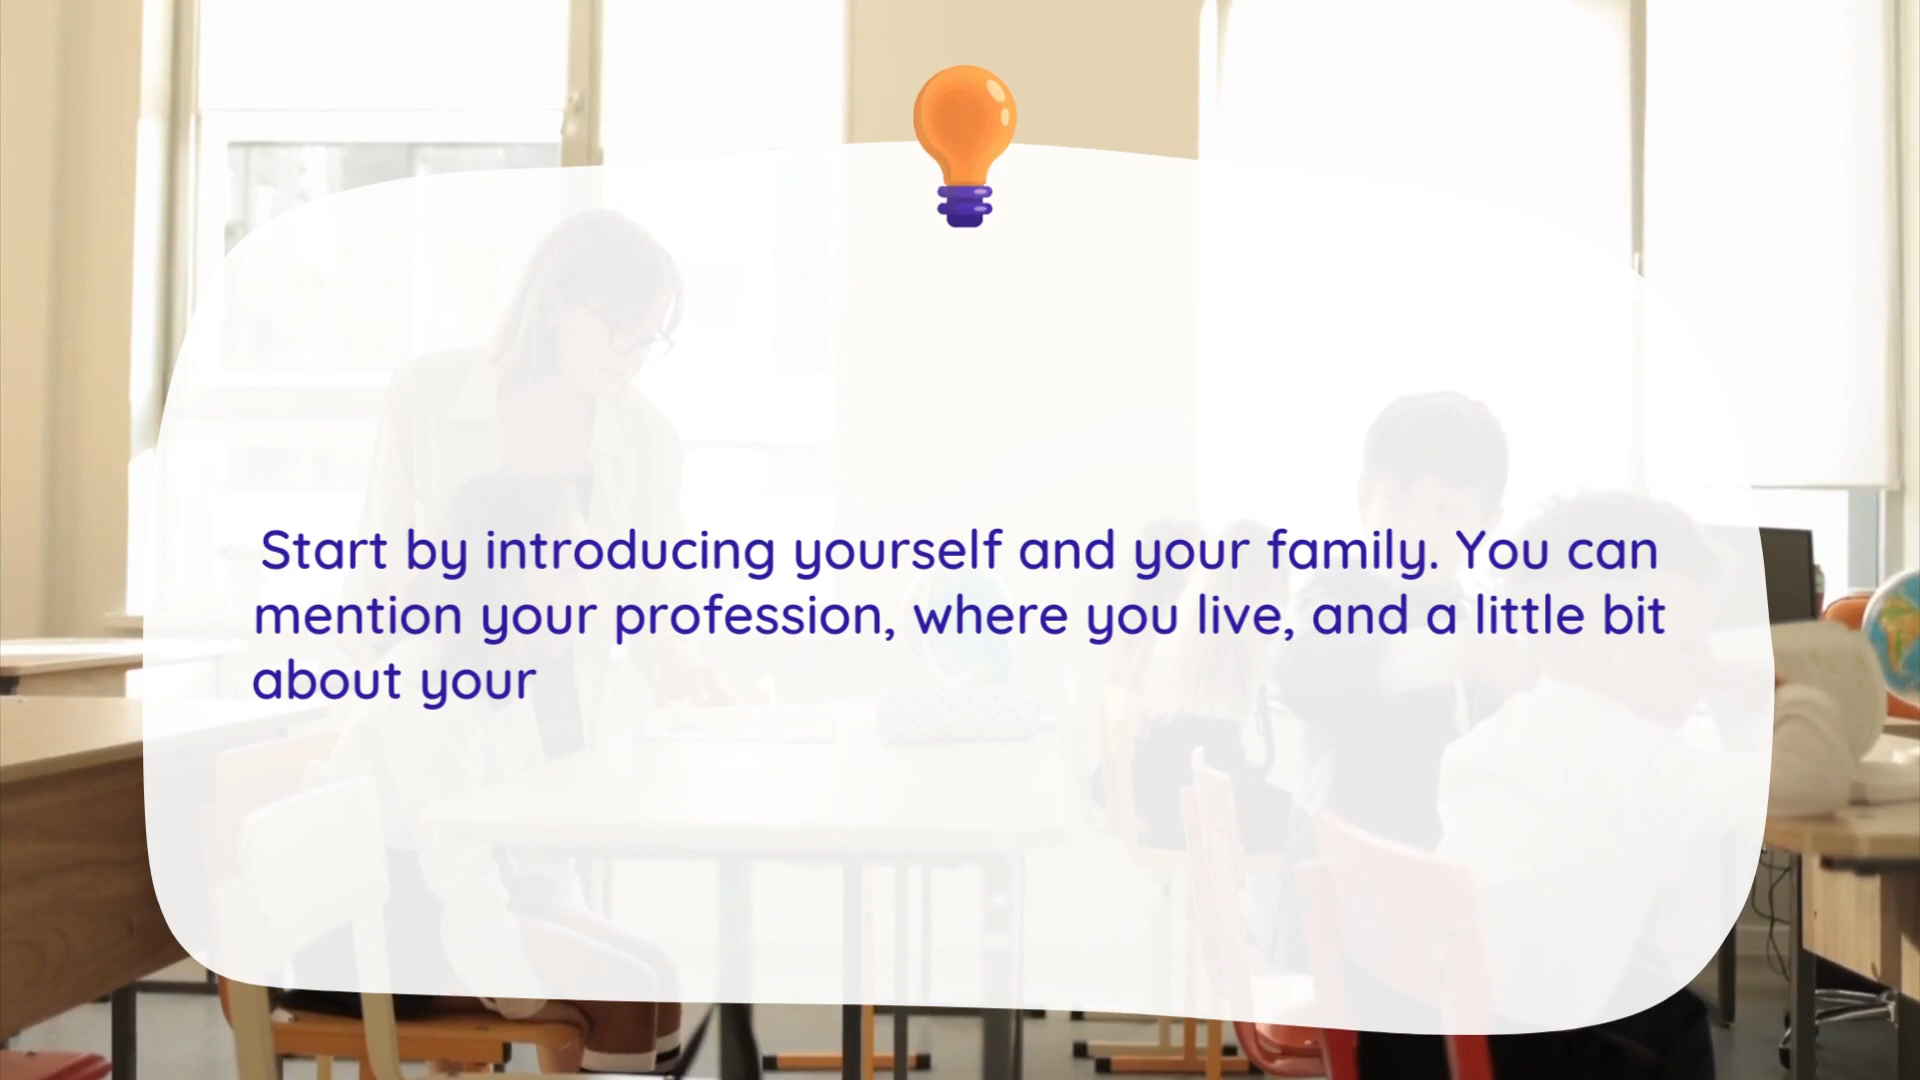 Start by introducing yourself and your family. You can
mention your profession, where you live, and a little bit
about your